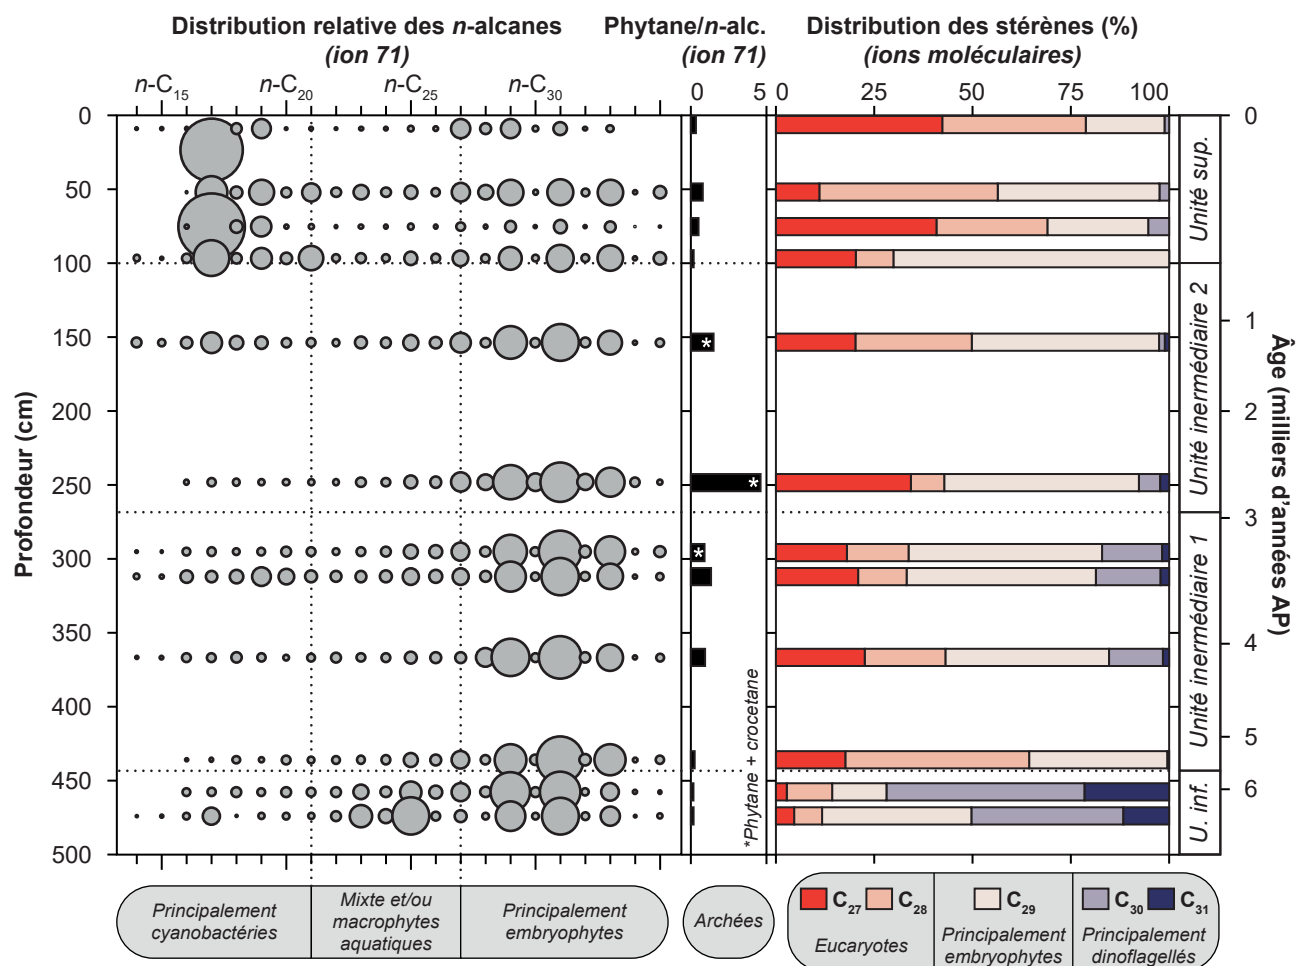 Distribution relative des n-alcanes
(ion 71)
Phytane/n-alc.
(ion 71)
Distribution des stérènes (%)
(ions moléculaires)
n-C15 n-C20 n-C25 n-C30
0 5
0 25 50 75 100
Profondeur (cm)
0
50
100
150
200
250
300
350
400
450
500
*
*
*
*Phytane + crocetane
Unité sup.
Unité inermédiaire 2
Unité inermédiaire 1
U. inf.
0
1
2
3
4
5
6
Âge (milliers d'années AP)
Principalement
cyanobactéries
Mixte et/ou
macrophytes
aquatiques
Principalement
embryophytes
Archées
C27 C28
Eucaryotes
C29
Principalement
embryophytes
C30 C31
Principalement
dinoflagellés